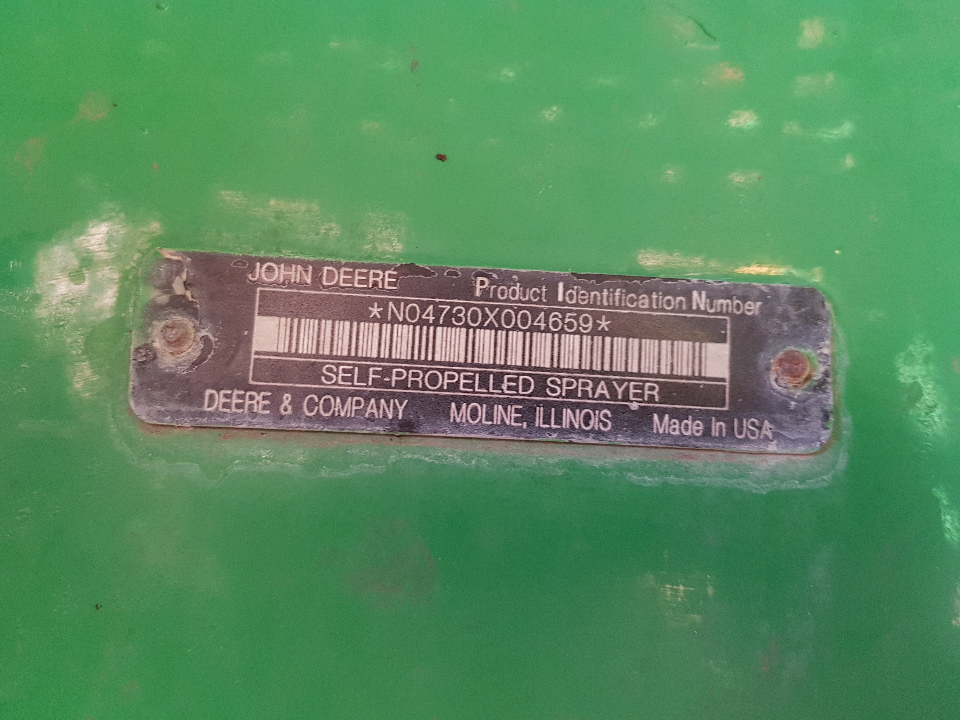 JOHN DEERE Product Identification Number
*N04730X004659*
SELF-PROPELLED SPRAYER
DEERE & COMPANY MOLINE, ILLINOIS Made In USA